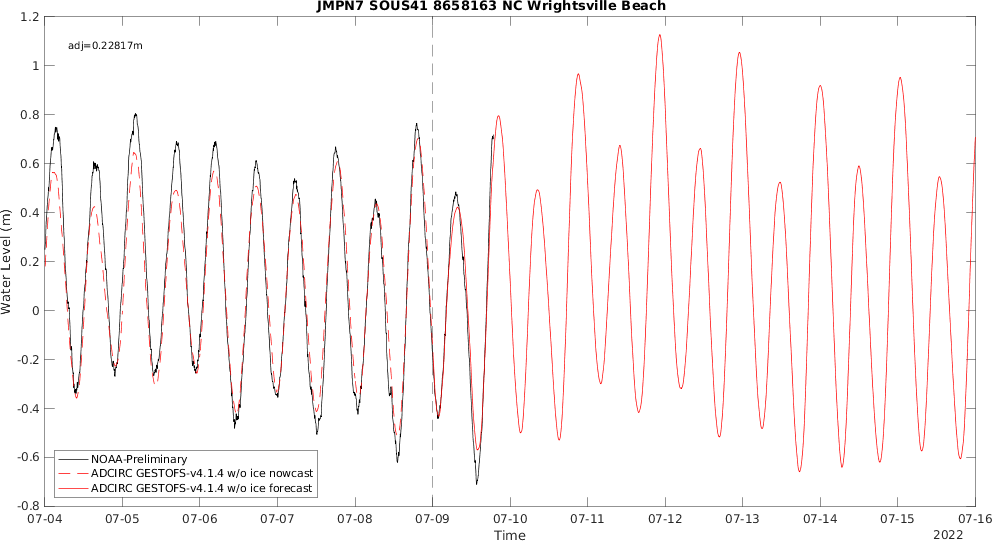 JMPN7 SOUS41 8658163 NC Wrightsville Beach
adj=0.22817m
1.2
1
0.8
0.6
0.4
0.2
0
-0.2
-0.4
-0.6
-0.8
Water Level (m)
NOAA-Preliminary
ADCIRC GESTOFS-v4.1.4 w/o ice nowcast
ADCIRC GESTOFS-v4.1.4 w/o ice forecast
07-04 07-05 07-06 07-07 07-08 07-09 07-10 07-11 07-12 07-13 07-14 07-15 07-16
Time
2022